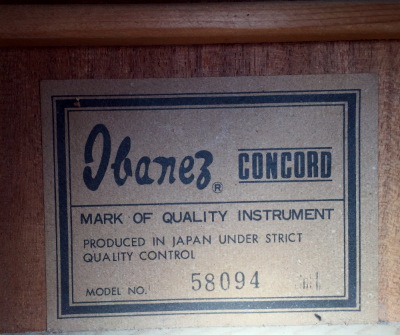 Ibanez® CONCORD
MARK OF QUALITY INSTRUMENT
PRODUCED IN JAPAN UNDER STRICT
QUALITY CONTROL
MODEL NO. 58094